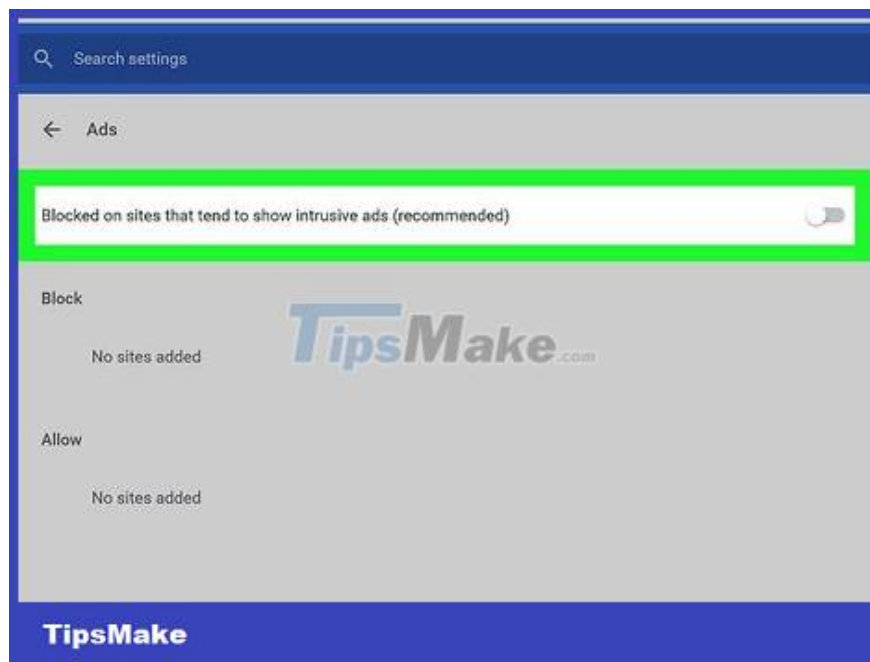 Search settings
Ads
Blocked on sites that tend to show intrusive ads (recommended)
Block
No sites added
TipsMake.com
Allow
No sites added
TipsMake